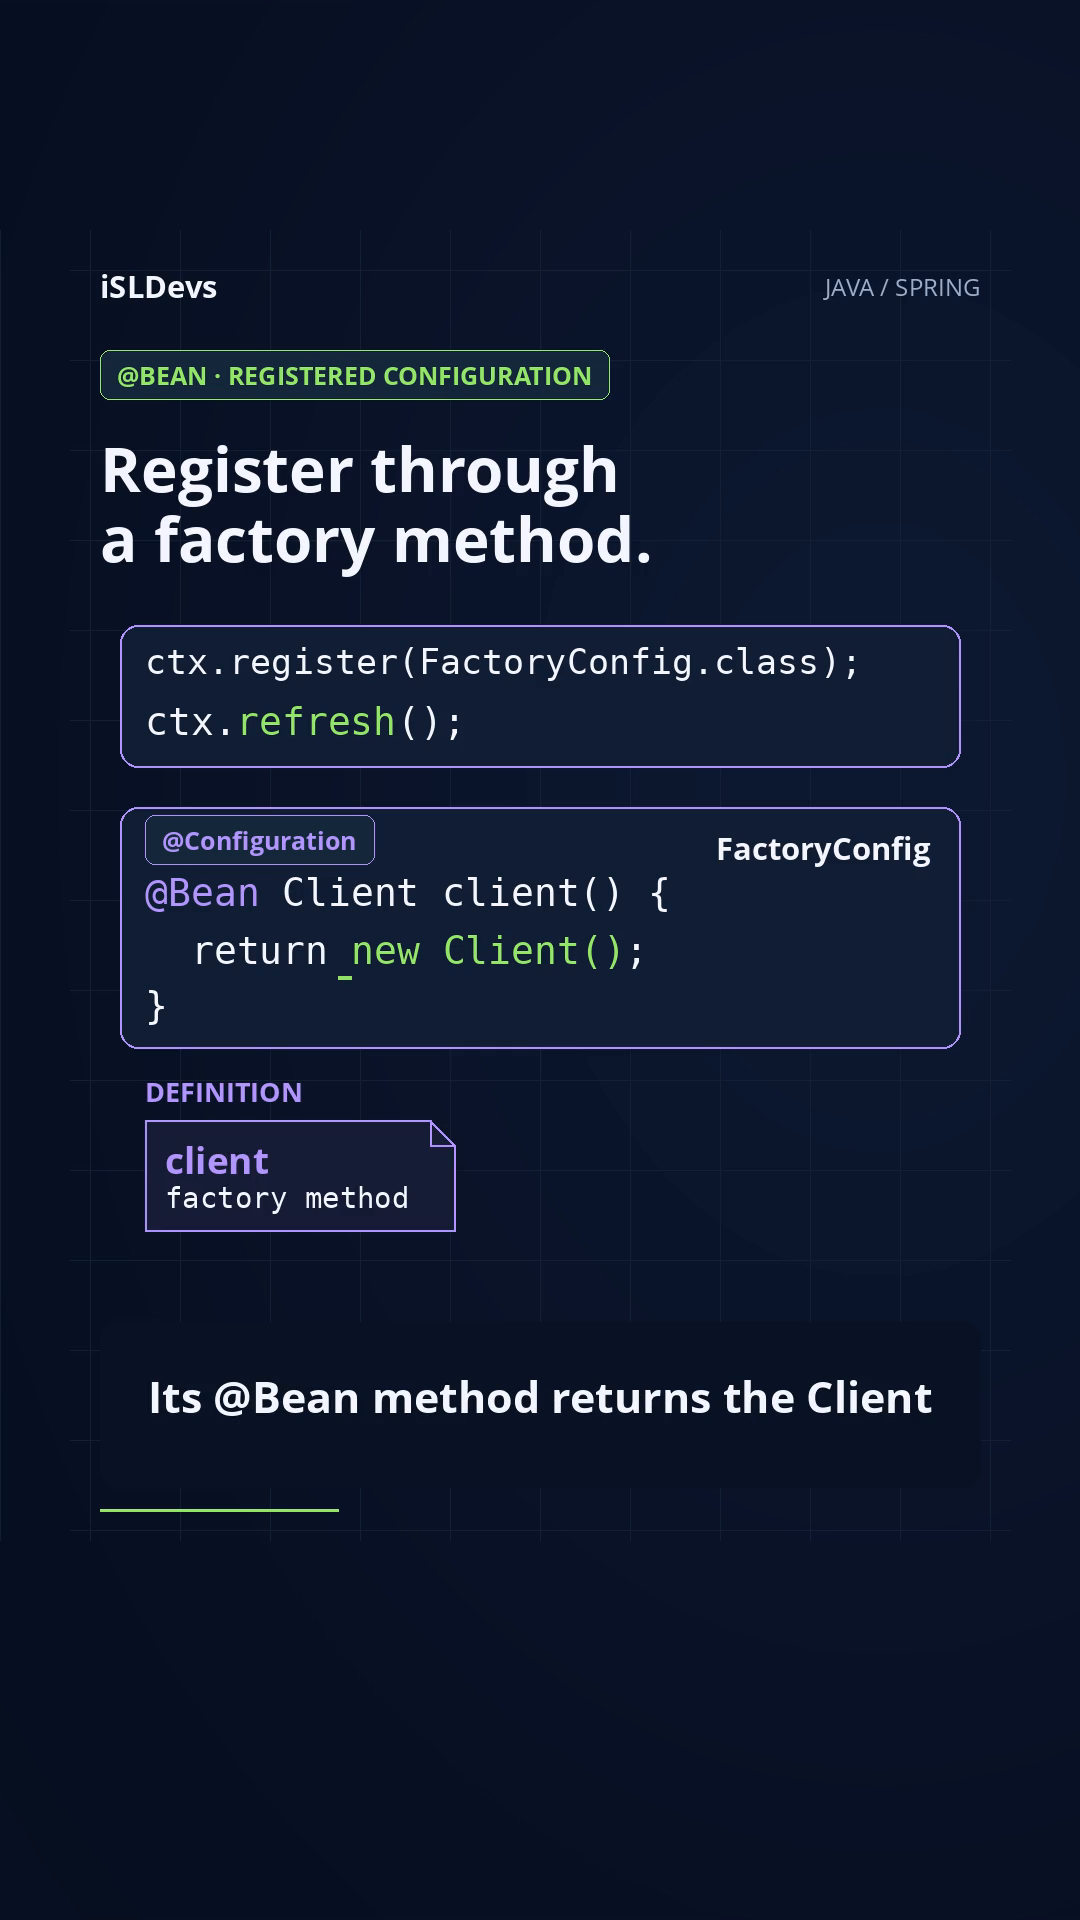 iSLDevs
JAVA / SPRING
@BEAN · REGISTERED CONFIGURATION
Register through
a factory method.
ctx.register(FactoryConfig.class);
ctx.refresh();
@Configuration
FactoryConfig
@Bean Client client() {
  return new Client();
}
DEFINITION
client
factory method
Its @Bean method returns the Client